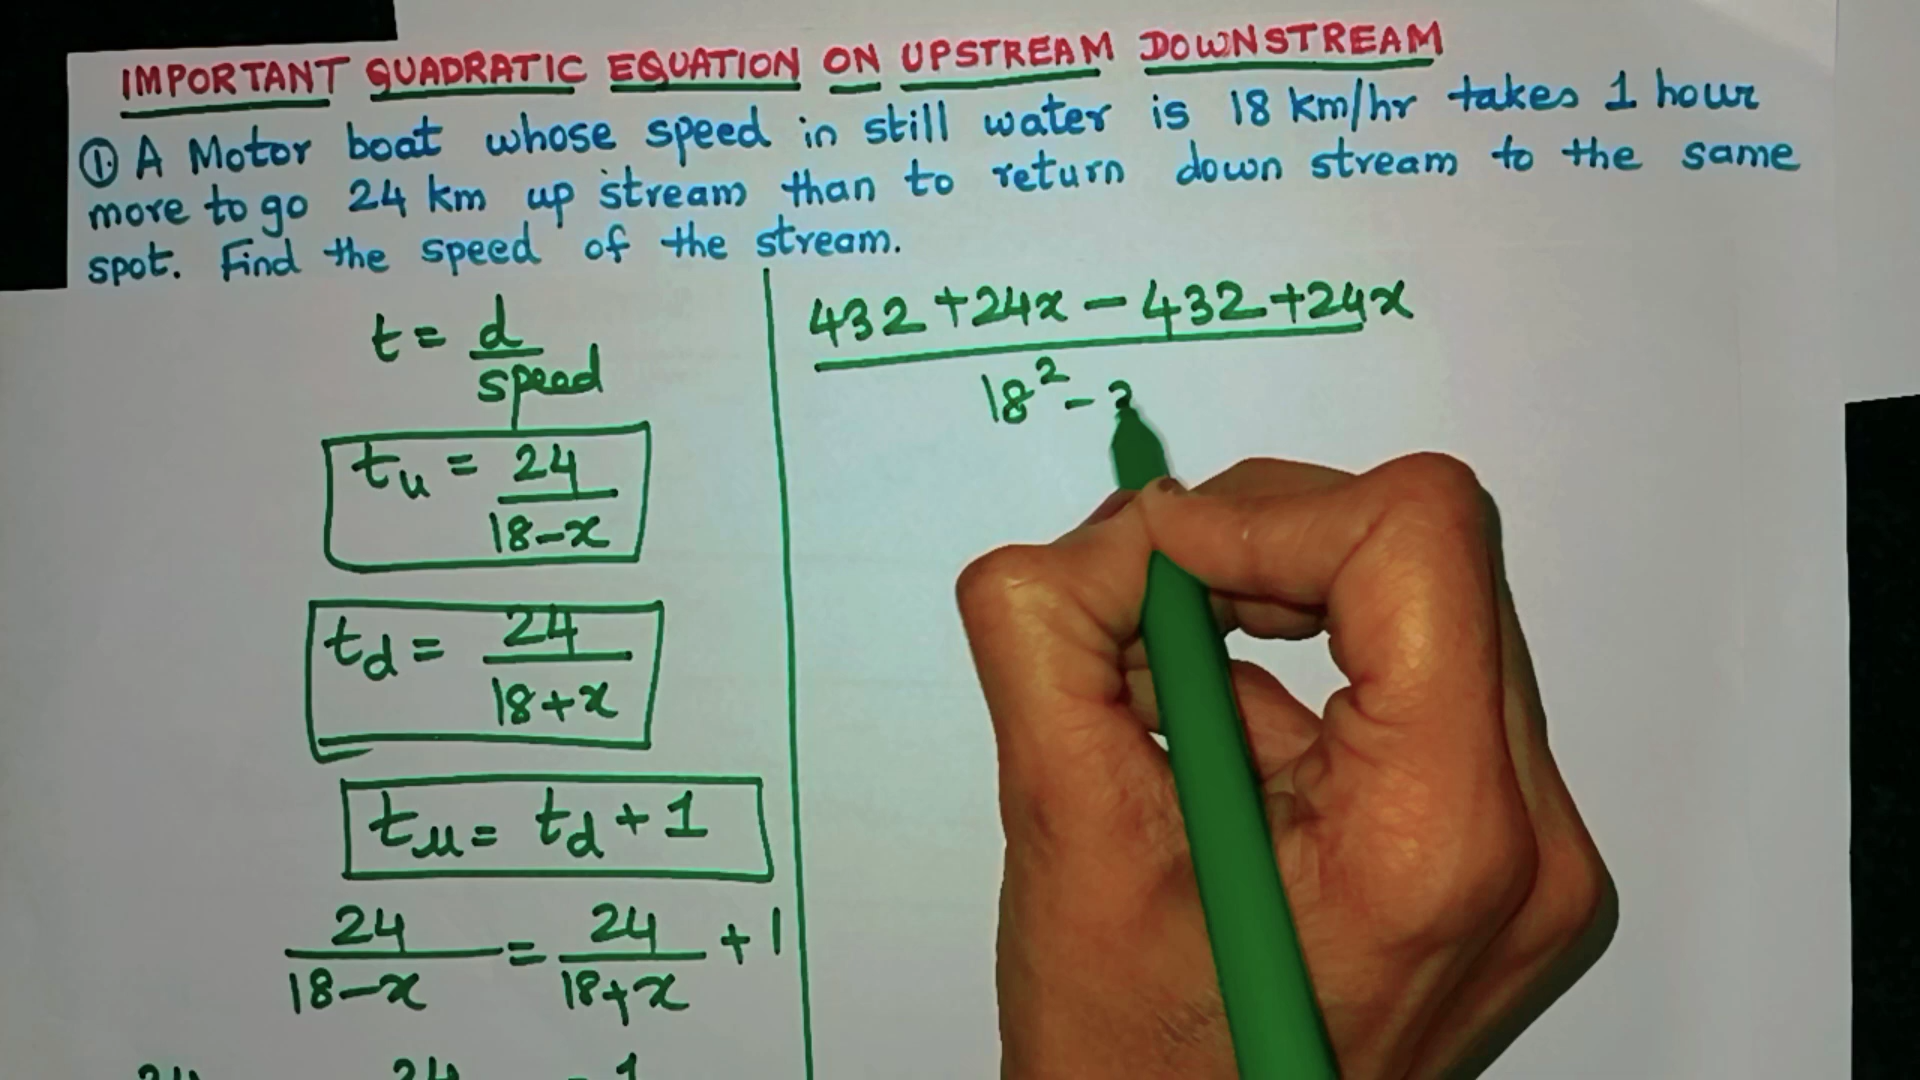 IMPORTANT QUADRATIC EQUATION ON UPSTREAM DOWNSTREAM
① A Motor boat whose speed in still water is 18 km/hr takes 1 hour
more to go 24 km up stream than to return down stream to the same
spot. Find the speed of the stream.
t = d/speed
tu = 24/18-x
td = 24/18+x
tu = td + 1
24/18-x = 24/18+x + 1
24 24 = 1
432 + 24x - 432 + 24x
18² -